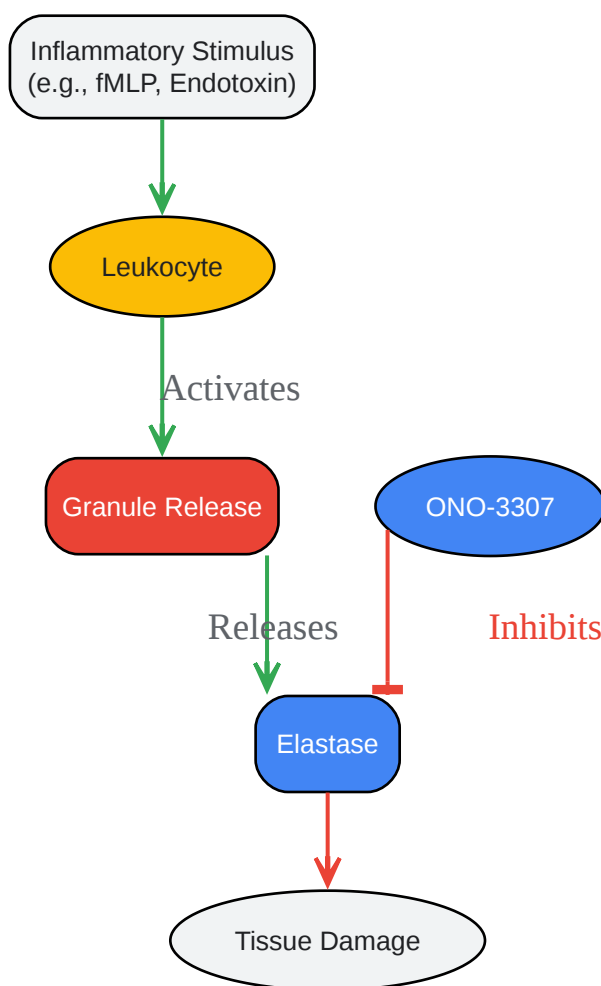 Inflammatory Stimulus
(e.g., fMLP, Endotoxin)
Leukocyte
Activates
Granule Release
ONO-3307
Releases
Inhibits
Elastase
Tissue Damage